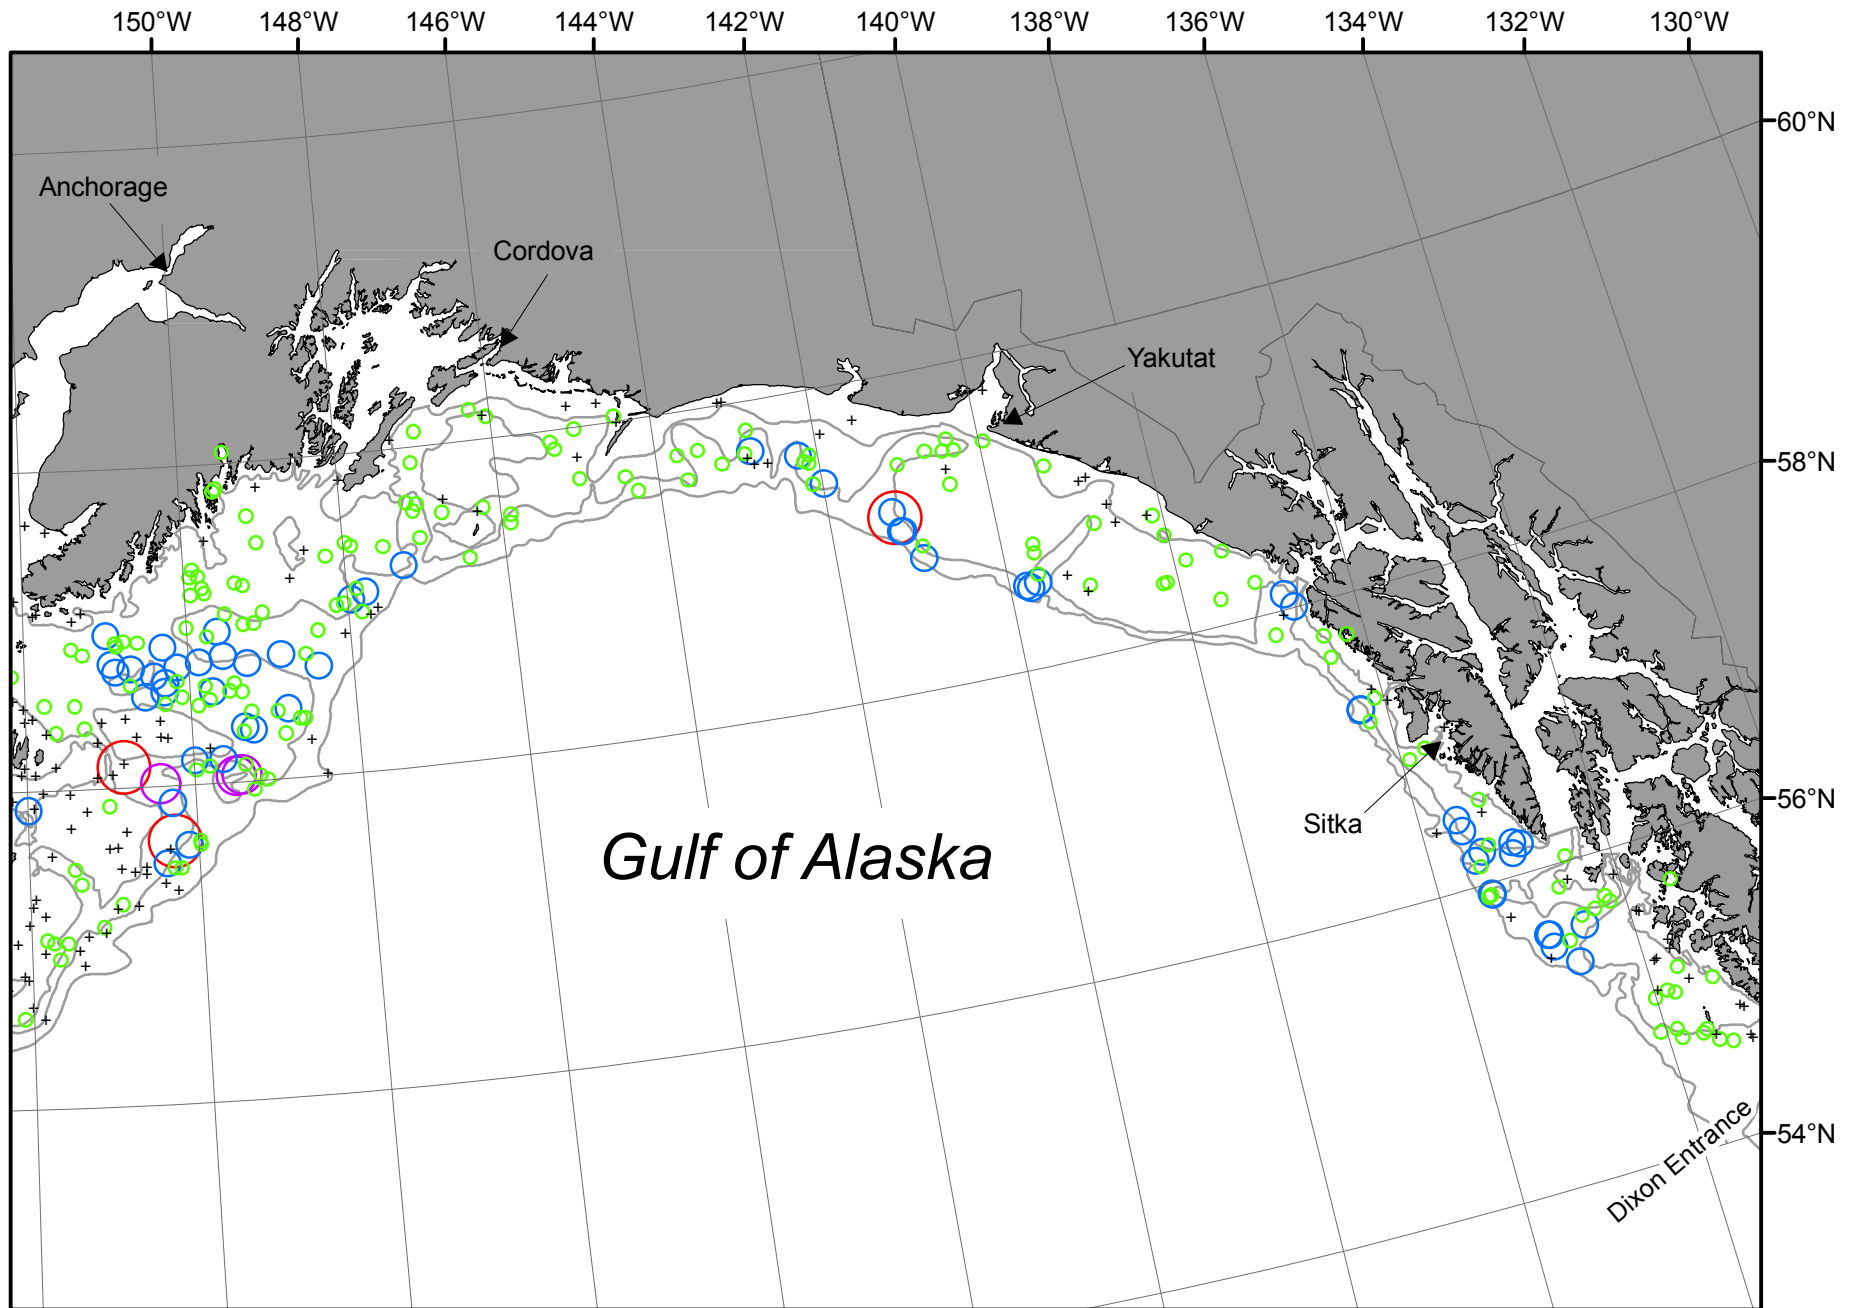 150°W 148°W 146°W 144°W 142°W 140°W 138°W 136°W 134°W 132°W 130°W
60°N
Anchorage
Cordova
Yakutat
58°N
56°N
Sitka
Gulf of Alaska
54°N
Dixon Entrance